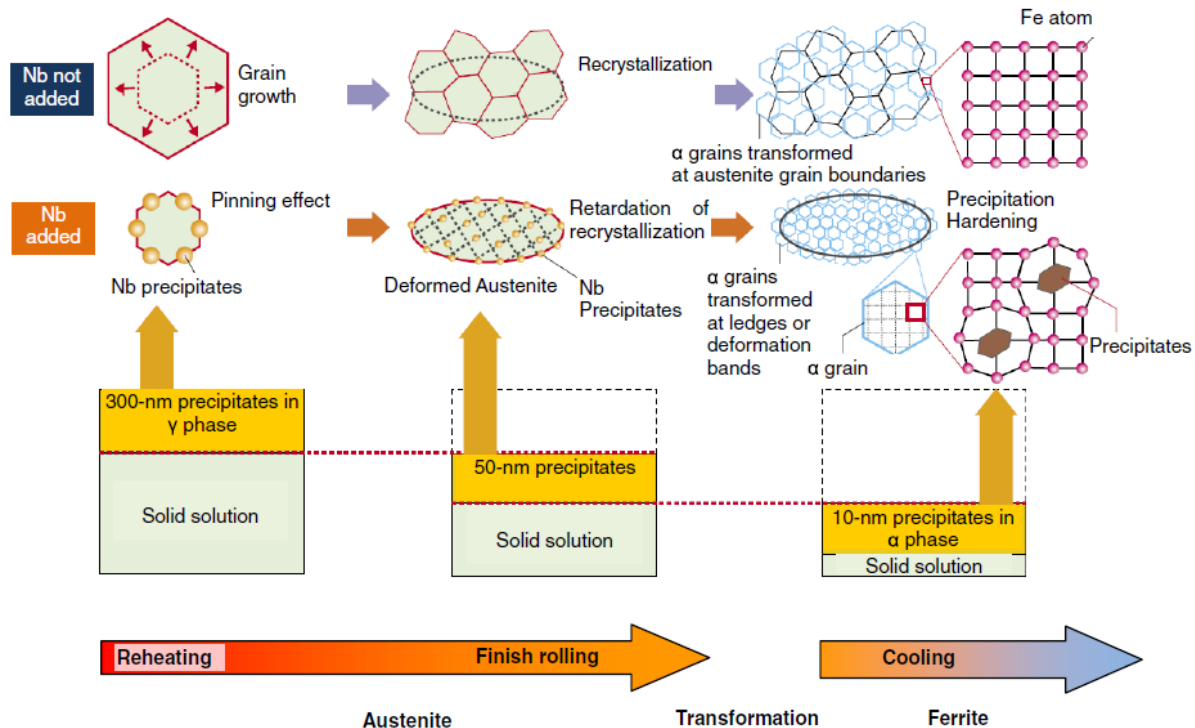 Nb not
added
Grain
growth
Recrystallization
Fe atom
α grains transformed
at austenite grain boundaries
Nb
added
Pinning effect
Nb precipitates
Retardation of
recrystallization
Deformed Austenite
Nb
Precipitates
Precipitation
Hardening
α grains
transformed
at ledges or
deformation
bands
α grain
Precipitates
300-nm precipitates in
γ phase
Solid solution
50-nm precipitates
Solid solution
10-nm precipitates in
α phase
Solid solution
Reheating
Finish rolling
Cooling
Austenite
Transformation
Ferrite